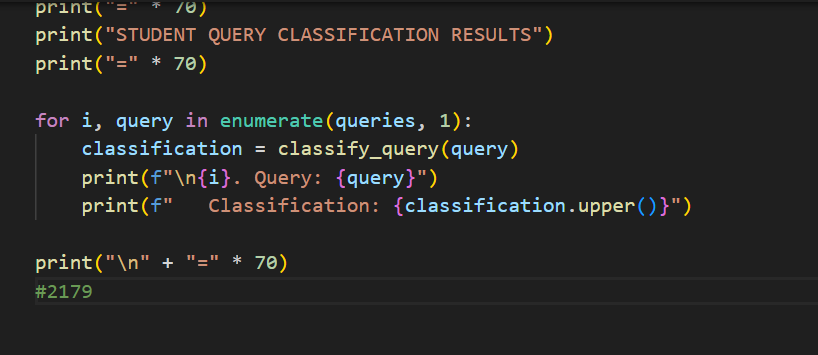 print("=" * 70)
print("STUDENT QUERY CLASSIFICATION RESULTS")
print("=" * 70)
for i, query in enumerate(queries, 1):
    classification = classify_query(query)
    print(f"\n{i}. Query: {query}")
    print(f"   Classification: {classification.upper()}")
print("\n" + "=" * 70)
#2179